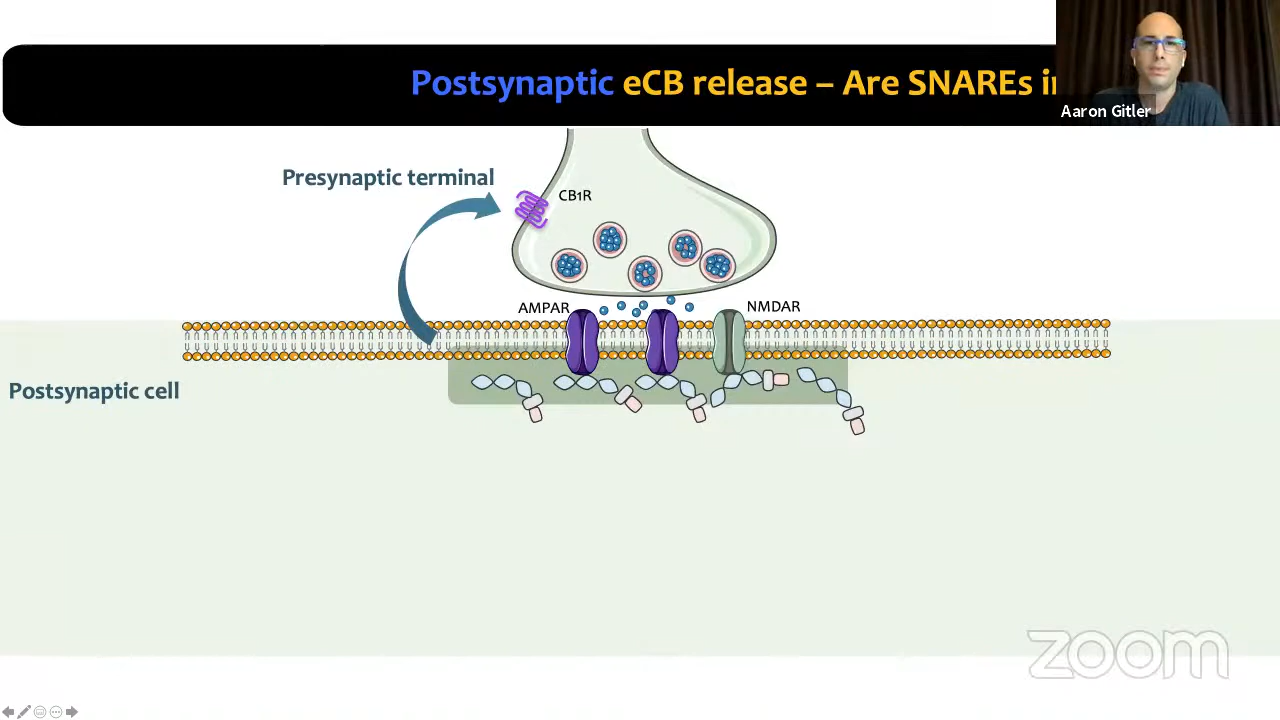 Postsynaptic eCB release – Are SNAREs
Aaron Gitler
Presynaptic terminal
CB1R
AMPAR
NMDAR
Postsynaptic cell
zoom